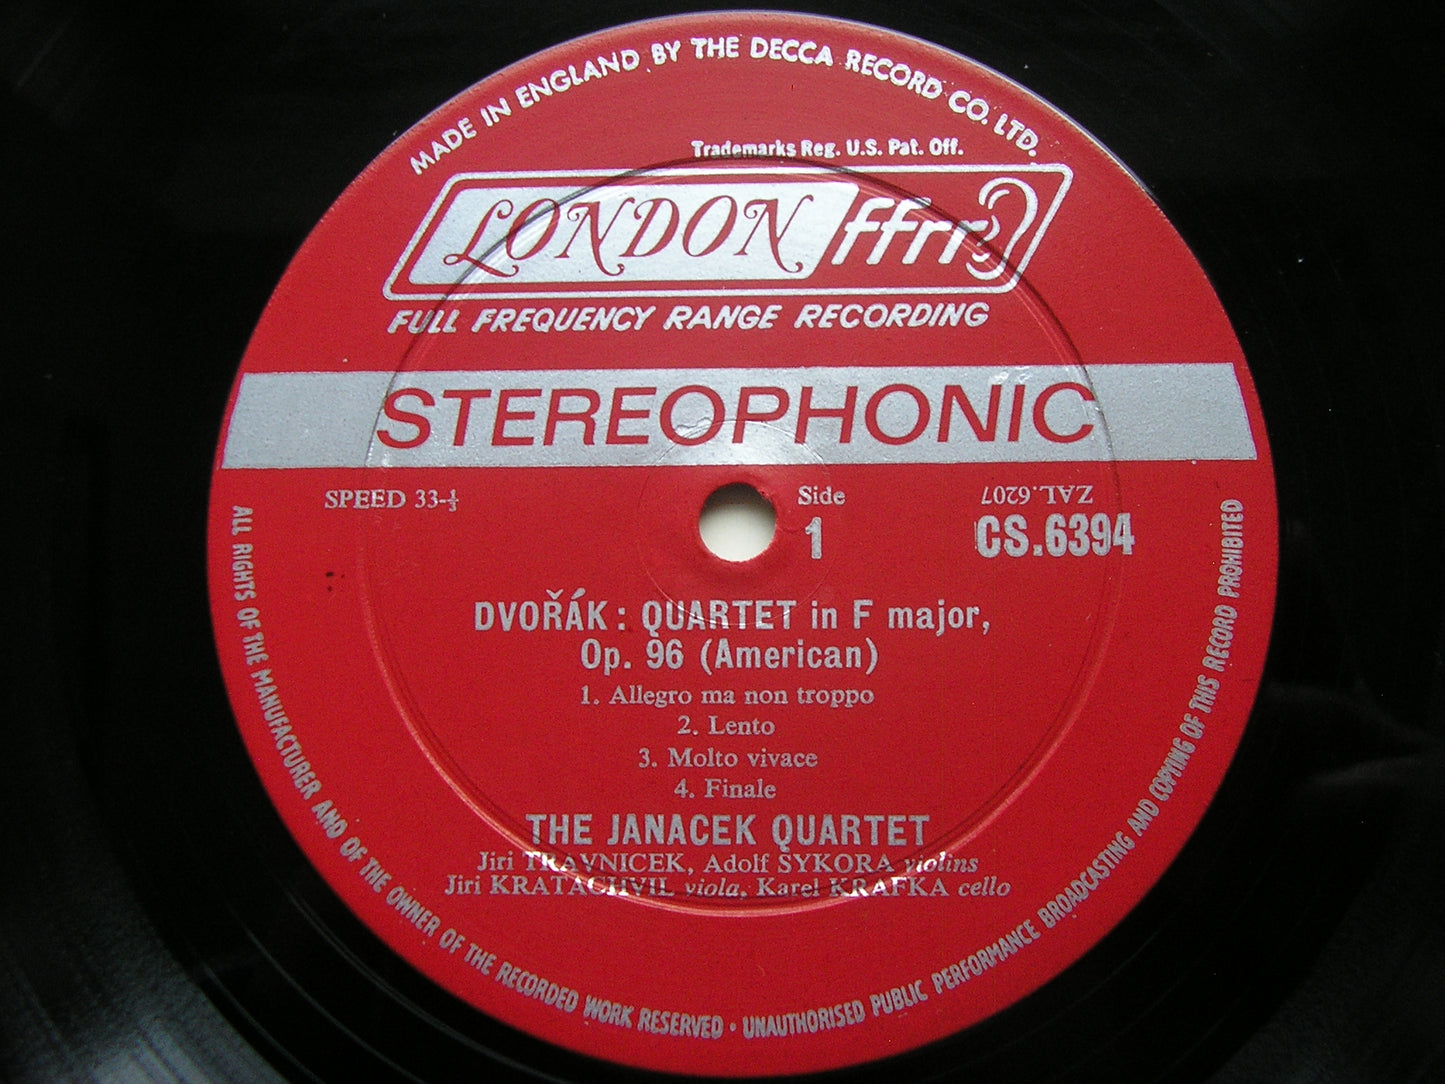 MADE IN ENGLAND BY THE DECCA RECORD CO. LTD.
Trademarks Reg. U.S. Pat. Off.
LONDON ffrr
FULL FREQUENCY RANGE RECORDING
STEREOPHONIC
SPEED 33-⅓
Side
1
ZAL.6207
CS.6394
DVOŘÁK : QUARTET in F major,
Op. 96 (American)
1. Allegro ma non troppo
2. Lento
3. Molto vivace
4. Finale
THE JANACEK QUARTET
Jiri TRAVNICEK, Adolf SYKORA violins
Jiri KRATACHVIL viola, Karel KRAFKA cello
ALL RIGHTS OF THE MANUFACTURER AND OF THE OWNER OF THE RECORDED WORK RESERVED • UNAUTHORISED PUBLIC PERFORMANCE BROADCASTING AND COPYING OF THIS RECORD PROHIBITED